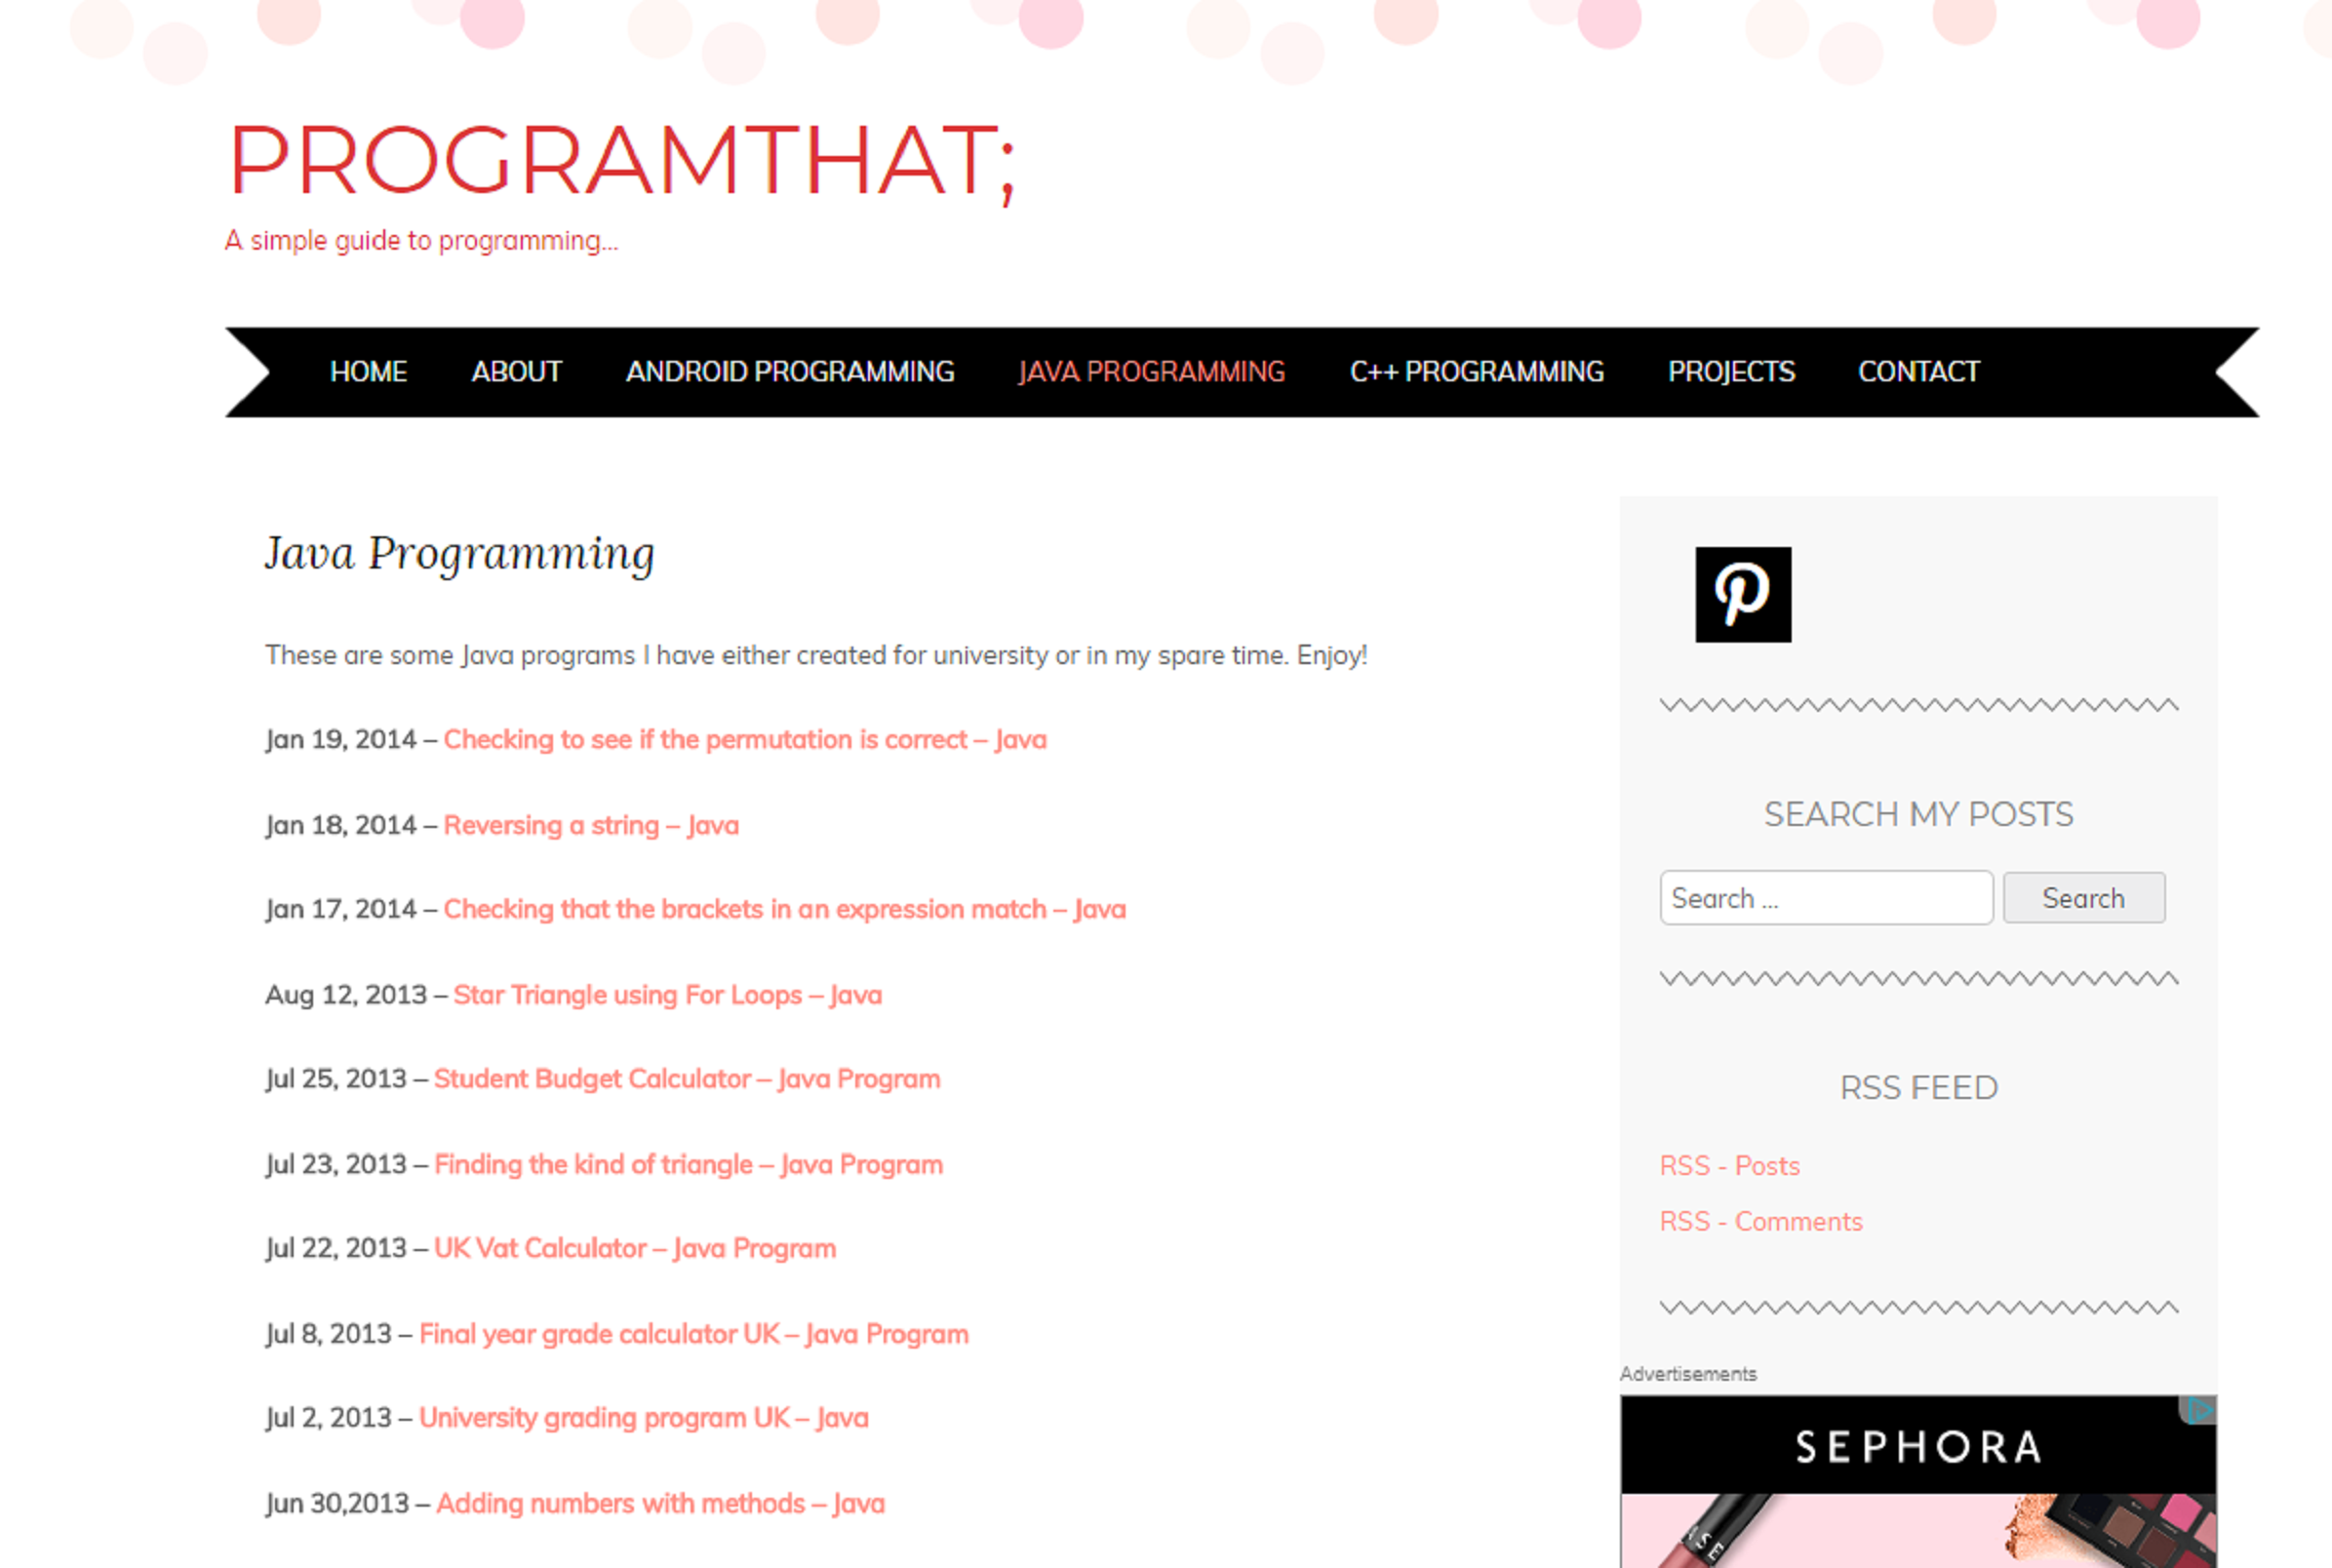 PROGRAMTHAT;
A simple guide to programming...
HOME ABOUT ANDROID PROGRAMMING JAVA PROGRAMMING C++ PROGRAMMING PROJECTS CONTACT
Java Programming
These are some Java programs I have either created for university or in my spare time. Enjoy!
Jan 19, 2014 – Checking to see if the permutation is correct – Java
Jan 18, 2014 – Reversing a string – Java
Jan 17, 2014 – Checking that the brackets in an expression match – Java
Aug 12, 2013 – Star Triangle using For Loops – Java
Jul 25, 2013 – Student Budget Calculator – Java Program
Jul 23, 2013 – Finding the kind of triangle – Java Program
Jul 22, 2013 – UK Vat Calculator – Java Program
Jul 8, 2013 – Final year grade calculator UK – Java Program
Jul 2, 2013 – University grading program UK – Java
Jun 30,2013 – Adding numbers with methods – Java
SEARCH MY POSTS
Search ... Search
RSS FEED
RSS - Posts
RSS - Comments
Advertisements
SEPHORA